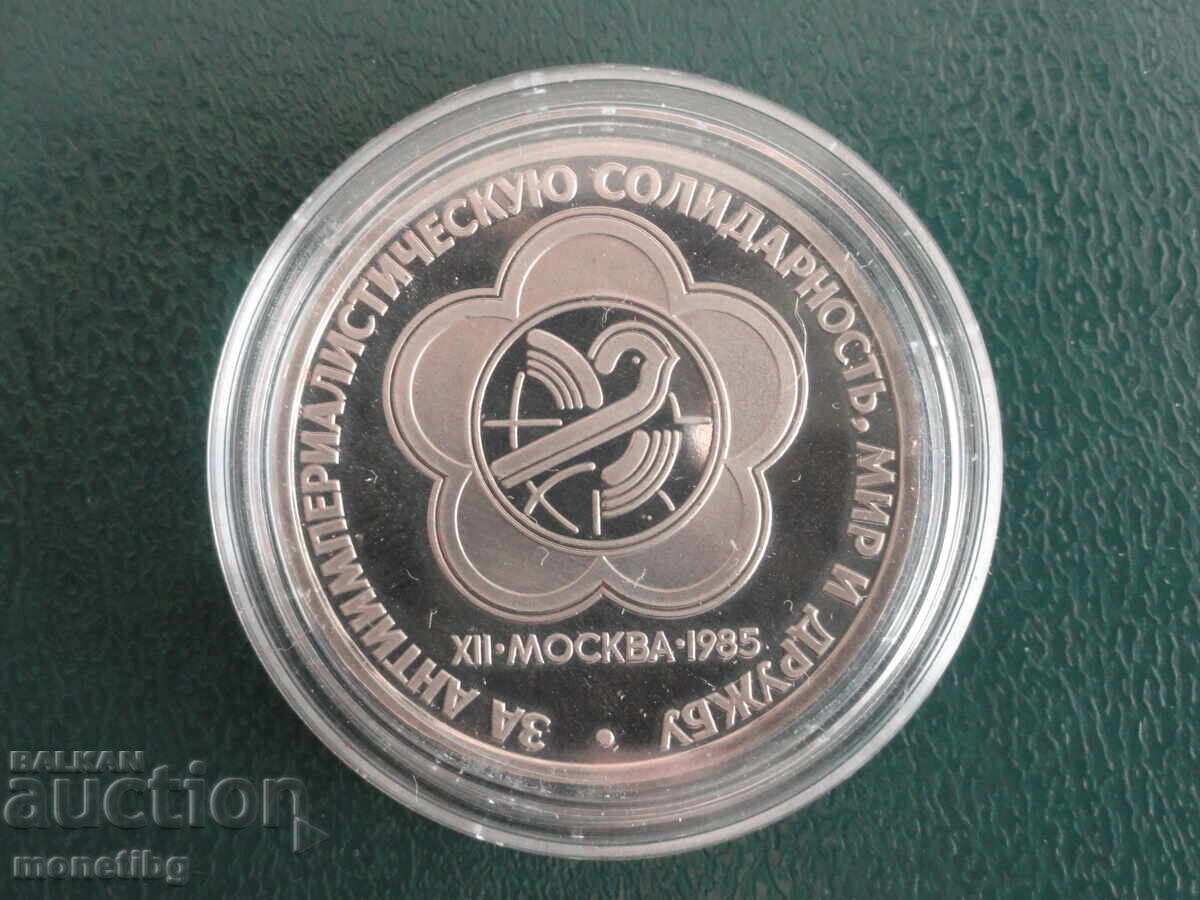 ЗА АНТИИМПЕРИАЛИСТИЧЕСКУЮ СОЛИДАРНОСТЬ, МИР И ДРУЖБУ •
XII•МОСКВА•1985
BALKAN
auction
monetibg